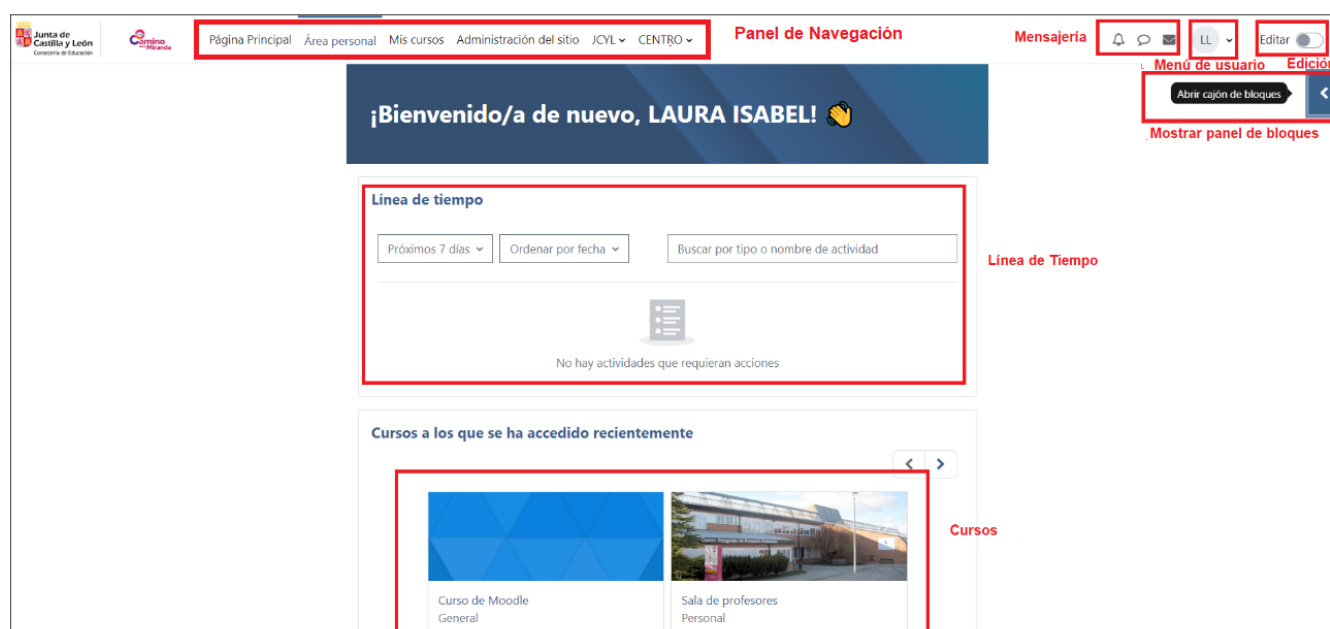 Junta de
Castilla y León
Consejería de Educación
Camino
de la Miranda
Página Principal Área personal Mis cursos Administración del sitio JCYL CENTRO
Panel de Navegación
Mensajería
LL
Editar
Menú de usuario
Edición
Abrir cajón de bloques
Mostrar panel de bloques
¡Bienvenido/a de nuevo, LAURA ISABEL! 👋
Línea de tiempo
Próximos 7 días
Ordenar por fecha
Buscar por tipo o nombre de actividad
Línea de Tiempo
No hay actividades que requieran acciones
Cursos a los que se ha accedido recientemente
Cursos
Curso de Moodle
General
Sala de profesores
Personal